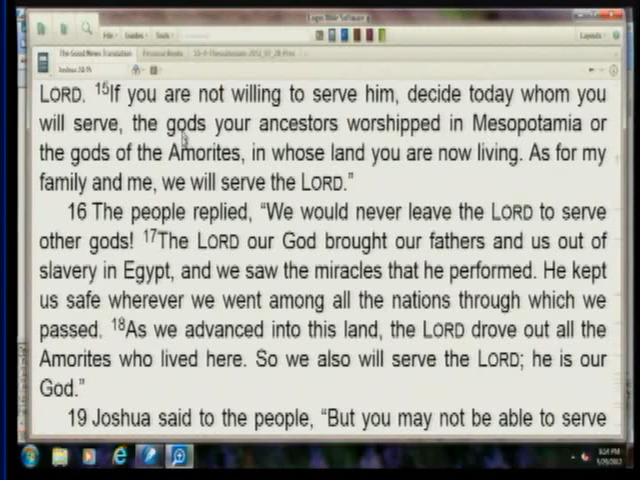 Logos Bible Software
File
Guides
Tools
Layouts
The Good News Translation
Personal Books
Joshua 24:15
LORD. 15If you are not willing to serve him, decide today whom you
will serve, the gods your ancestors worshipped in Mesopotamia or
the gods of the Amorites, in whose land you are now living. As for my
family and me, we will serve the LORD.”
16 The people replied, “We would never leave the LORD to serve
other gods! 17The LORD our God brought our fathers and us out of
slavery in Egypt, and we saw the miracles that he performed. He kept
us safe wherever we went among all the nations through which we
passed. 18As we advanced into this land, the LORD drove out all the
Amorites who lived here. So we also will serve the LORD; he is our
God.”
19 Joshua said to the people, “But you may not be able to serve